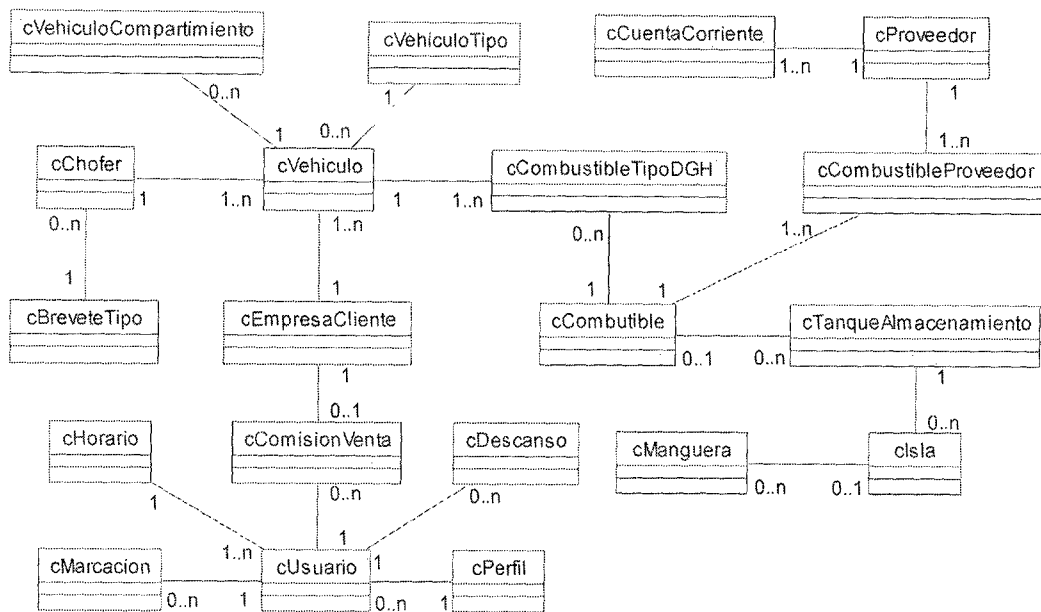 cVehiculoCompartimiento
cVehiculoTipo
cCuentaCorriente
cProveedor
1..n
1
0..n
1
1
1
0..n
1..n
cChofer
cVehiculo
cCombustibleTipoDGH
cCombustibleProveedor
1
1..n
1
1..n
0..n
1..n
0..n
1..n
1
1
1
1
cBreveteTipo
cEmpresaCliente
cCombutible
cTanqueAlmacenamiento
0..1
0..n
1
1
0..1
0..n
cHorario
cComisionVenta
cDescanso
cManguera
cIsla
0..n
0..n
0..n
0..1
1
1..n
1
1
cMarcacion
cUsuario
cPerfil
0..n
1
0..n
1